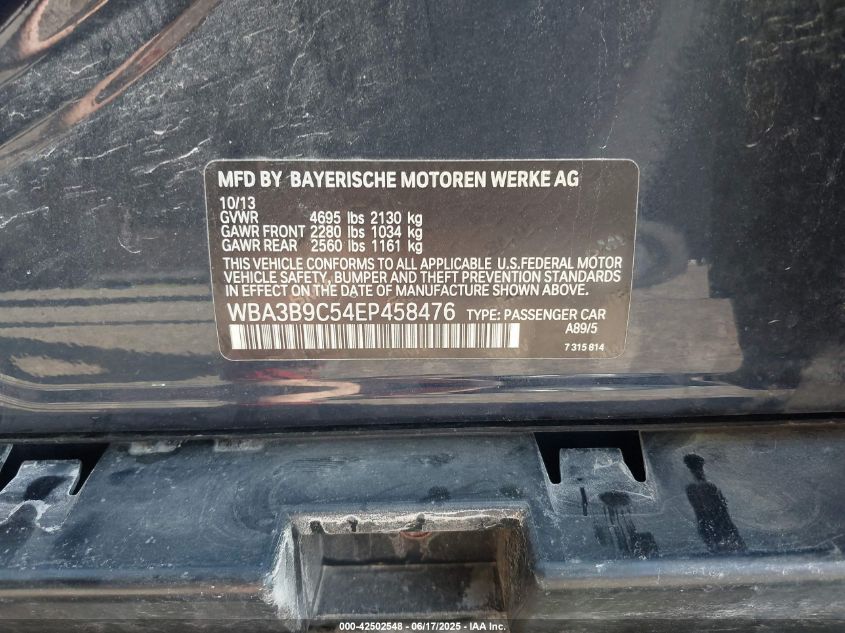 MFD BY BAYERISCHE MOTOREN WERKE AG
10/13
GVWR 4695 lbs 2130 kg
GAWR FRONT 2280 lbs 1034 kg
GAWR REAR 2560 lbs 1161 kg
THIS VEHICLE CONFORMS TO ALL APPLICABLE U.S.FEDERAL MOTOR
VEHICLE SAFETY, BUMPER AND THEFT PREVENTION STANDARDS
IN EFFECT ON THE DATE OF MANUFACTURE SHOWN ABOVE.
WBA3B9C54EP458476 TYPE: PASSENGER CAR
A89/5
7 315 814
000-42502548 - 06/17/2025 - IAA Inc.